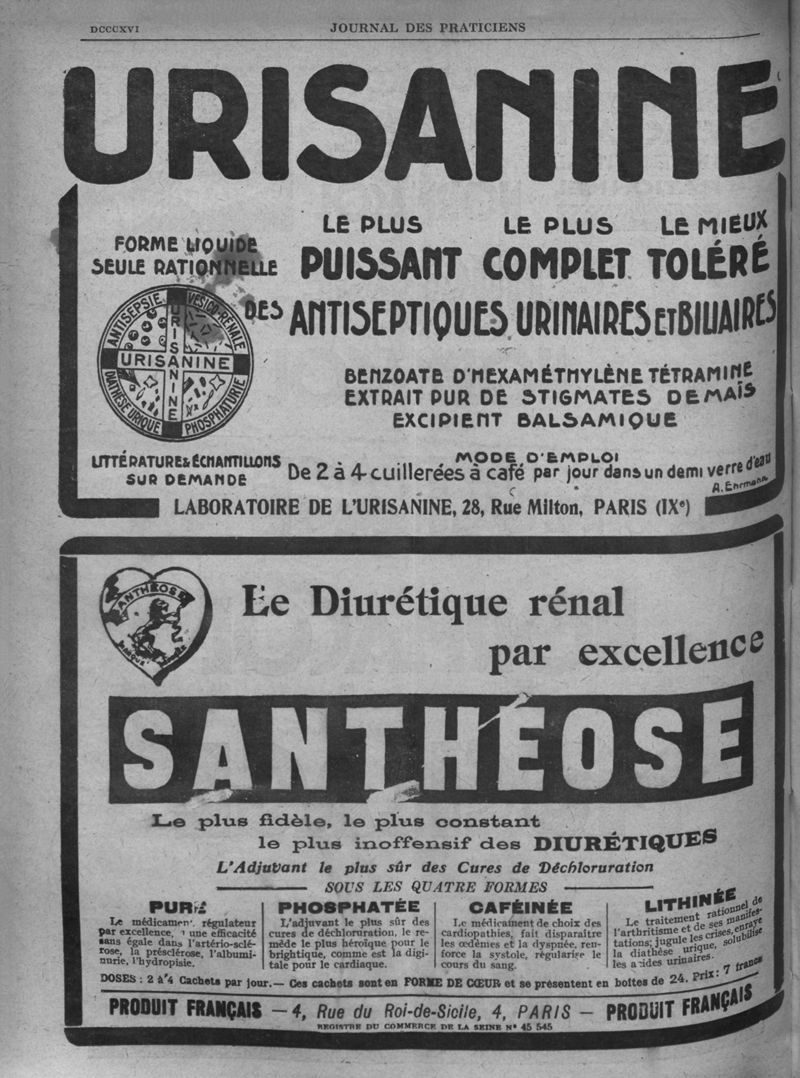 DCCCXVI
JOURNAL DES PRATICIENS
URISANINE
FORME LIQUIDE
SEULE RATIONNELLE
LE PLUS LE PLUS LE MIEUX
PUISSANT COMPLET TOLÉRÉ
DES ANTISEPTIQUES URINAIRES ET BILIAIRES
ANTISEPSIE VESICO-RENALE
URISANINE
URISANINE
DIATHÈSE URIQUE PHOSPHATURIE
BENZOATE D'HEXAMÉTHYLÈNE TÉTRAMINE
EXTRAIT PUR DE STIGMATES DE MAÏS
EXCIPIENT BALSAMIQUE
LITTÉRATURE & ÉCHANTILLONS
SUR DEMANDE
MODE D'EMPLOI
De 2 à 4 cuillerées à café par jour dans un demi verre d'eau
A. Ehrmann
LABORATOIRE DE L'URISANINE, 28, Rue Milton, PARIS (IXe)
SANTHÉOSE
Le Diurétique rénal
par excellence
SANTHÉOSE
Le plus fidèle, le plus constant
le plus inoffensif des DIURÉTIQUES
L'Adjuvant le plus sûr des Cures de Déchloruration
SOUS LES QUATRE FORMES
PURE
Le médicament régulateur
par excellence, d'une efficacité
sans égale dans l'artério-sclé-
rose, la présclérose, l'albumi-
nurie, l'hydropisie.
PHOSPHATÉE
L'adjuvant le plus sûr des
cures de déchloruration, le re-
mède le plus héroïque pour le
brightique, comme est la digi-
tale pour le cardiaque.
CAFÉINÉE
Le médicament de choix des
cardiopathies, fait disparaître
les œdèmes et la dyspnée, ren-
force la systole, régularise le
cours du sang.
LITHINÉE
Le traitement rationnel de
l'arthritisme et de ses manifes-
tations; jugule les crises, enraye
la diathèse urique, solubilise
les acides urinaires.
DOSES : 2 à 4 Cachets par jour. — Ces cachets sont en FORME DE CŒUR et se présentent en boîtes de 24. Prix : 7 francs
PRODUIT FRANÇAIS — 4, Rue du Roi-de-Sicile, 4, PARIS — PRODUIT FRANÇAIS
REGISTRE DU COMMERCE DE LA SEINE N° 45 545